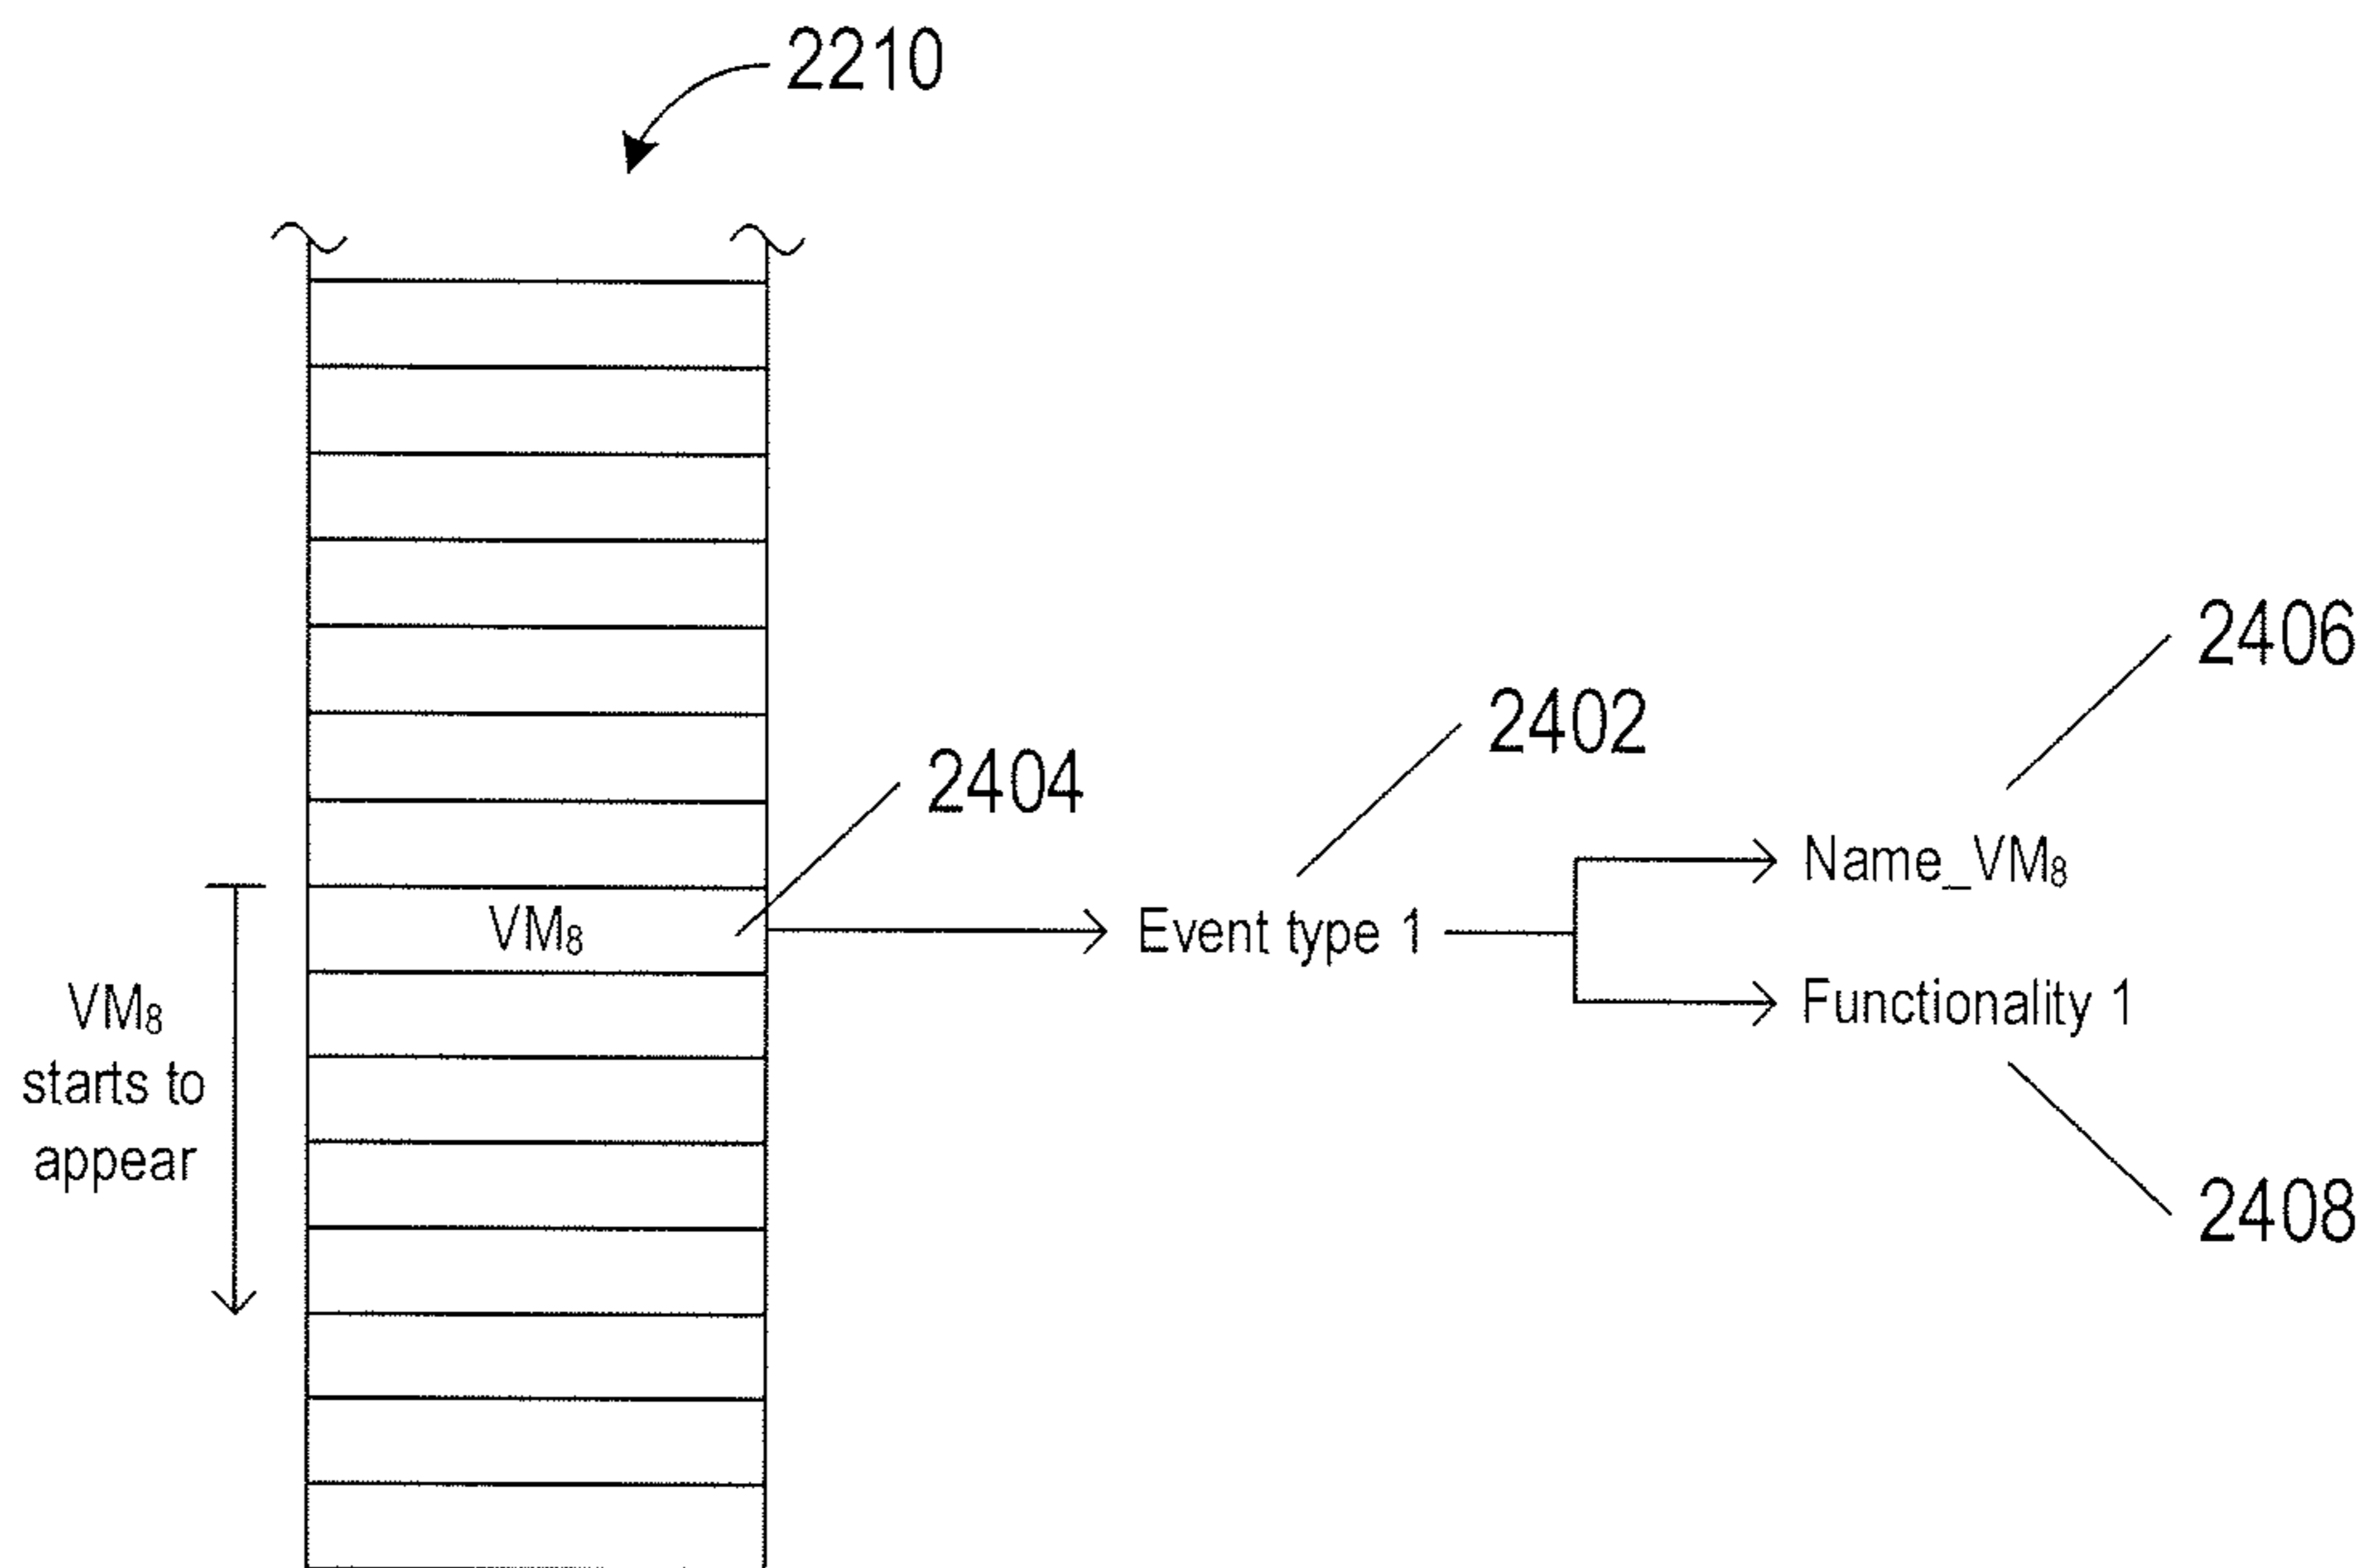 2210
2406
2402
2404
Name_VM₈
VM₈
Event type 1
VM₈
starts to
appear
Functionality 1
2408